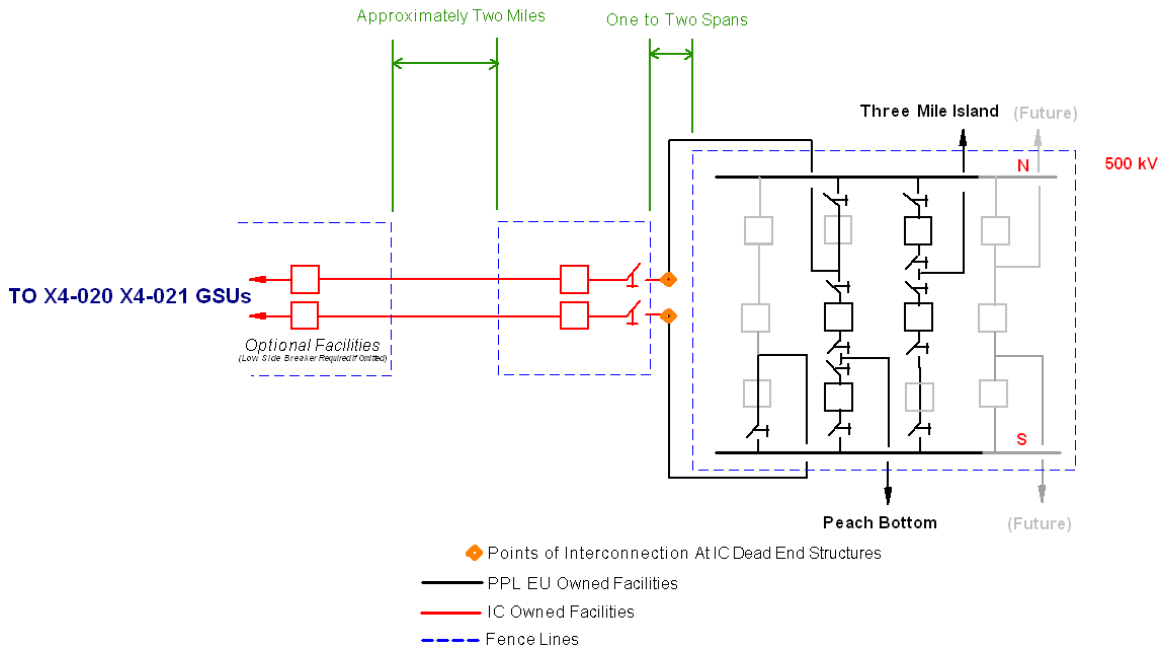 Approximately Two Miles
One to Two Spans
Three Mile Island
(Future)
N
500 kV
TO X4-020 X4-021 GSUs
Optional Facilities
(Low Side Breaker Required if Omitted)
S
Peach Bottom
(Future)
Points of Interconnection At IC Dead End Structures
PPL EU Owned Facilities
IC Owned Facilities
Fence Lines